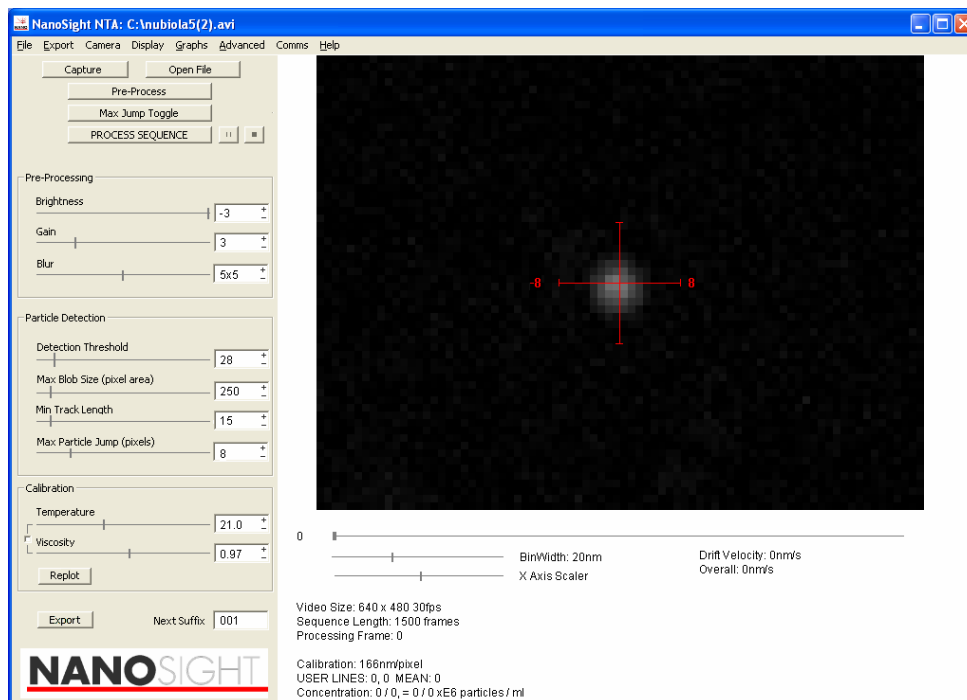 NanoSight NTA: C:\nubiola5(2).avi
File Export Camera Display Graphs Advanced Comms Help
Capture Open File
Pre-Process
Max Jump Toggle
PROCESS SEQUENCE
Pre-Processing
Brightness
-3
Gain
3
Blur
5x5
Particle Detection
Detection Threshold
28
Max Blob Size (pixel area)
250
Min Track Length
15
Max Particle Jump (pixels)
8
Calibration
Temperature
21.0
Viscosity
0.97
Replot
Export Next Suffix 001
NANOSIGHT
-8 8
0
BinWidth: 20nm
X Axis Scaler
Drift Velocity: 0nm/s
Overall: 0nm/s
Video Size: 640 x 480 30fps
Sequence Length: 1500 frames
Processing Frame: 0
Calibration: 166nm/pixel
USER LINES: 0, 0 MEAN: 0
Concentration: 0 / 0, = 0 / 0 xE6 particles / ml